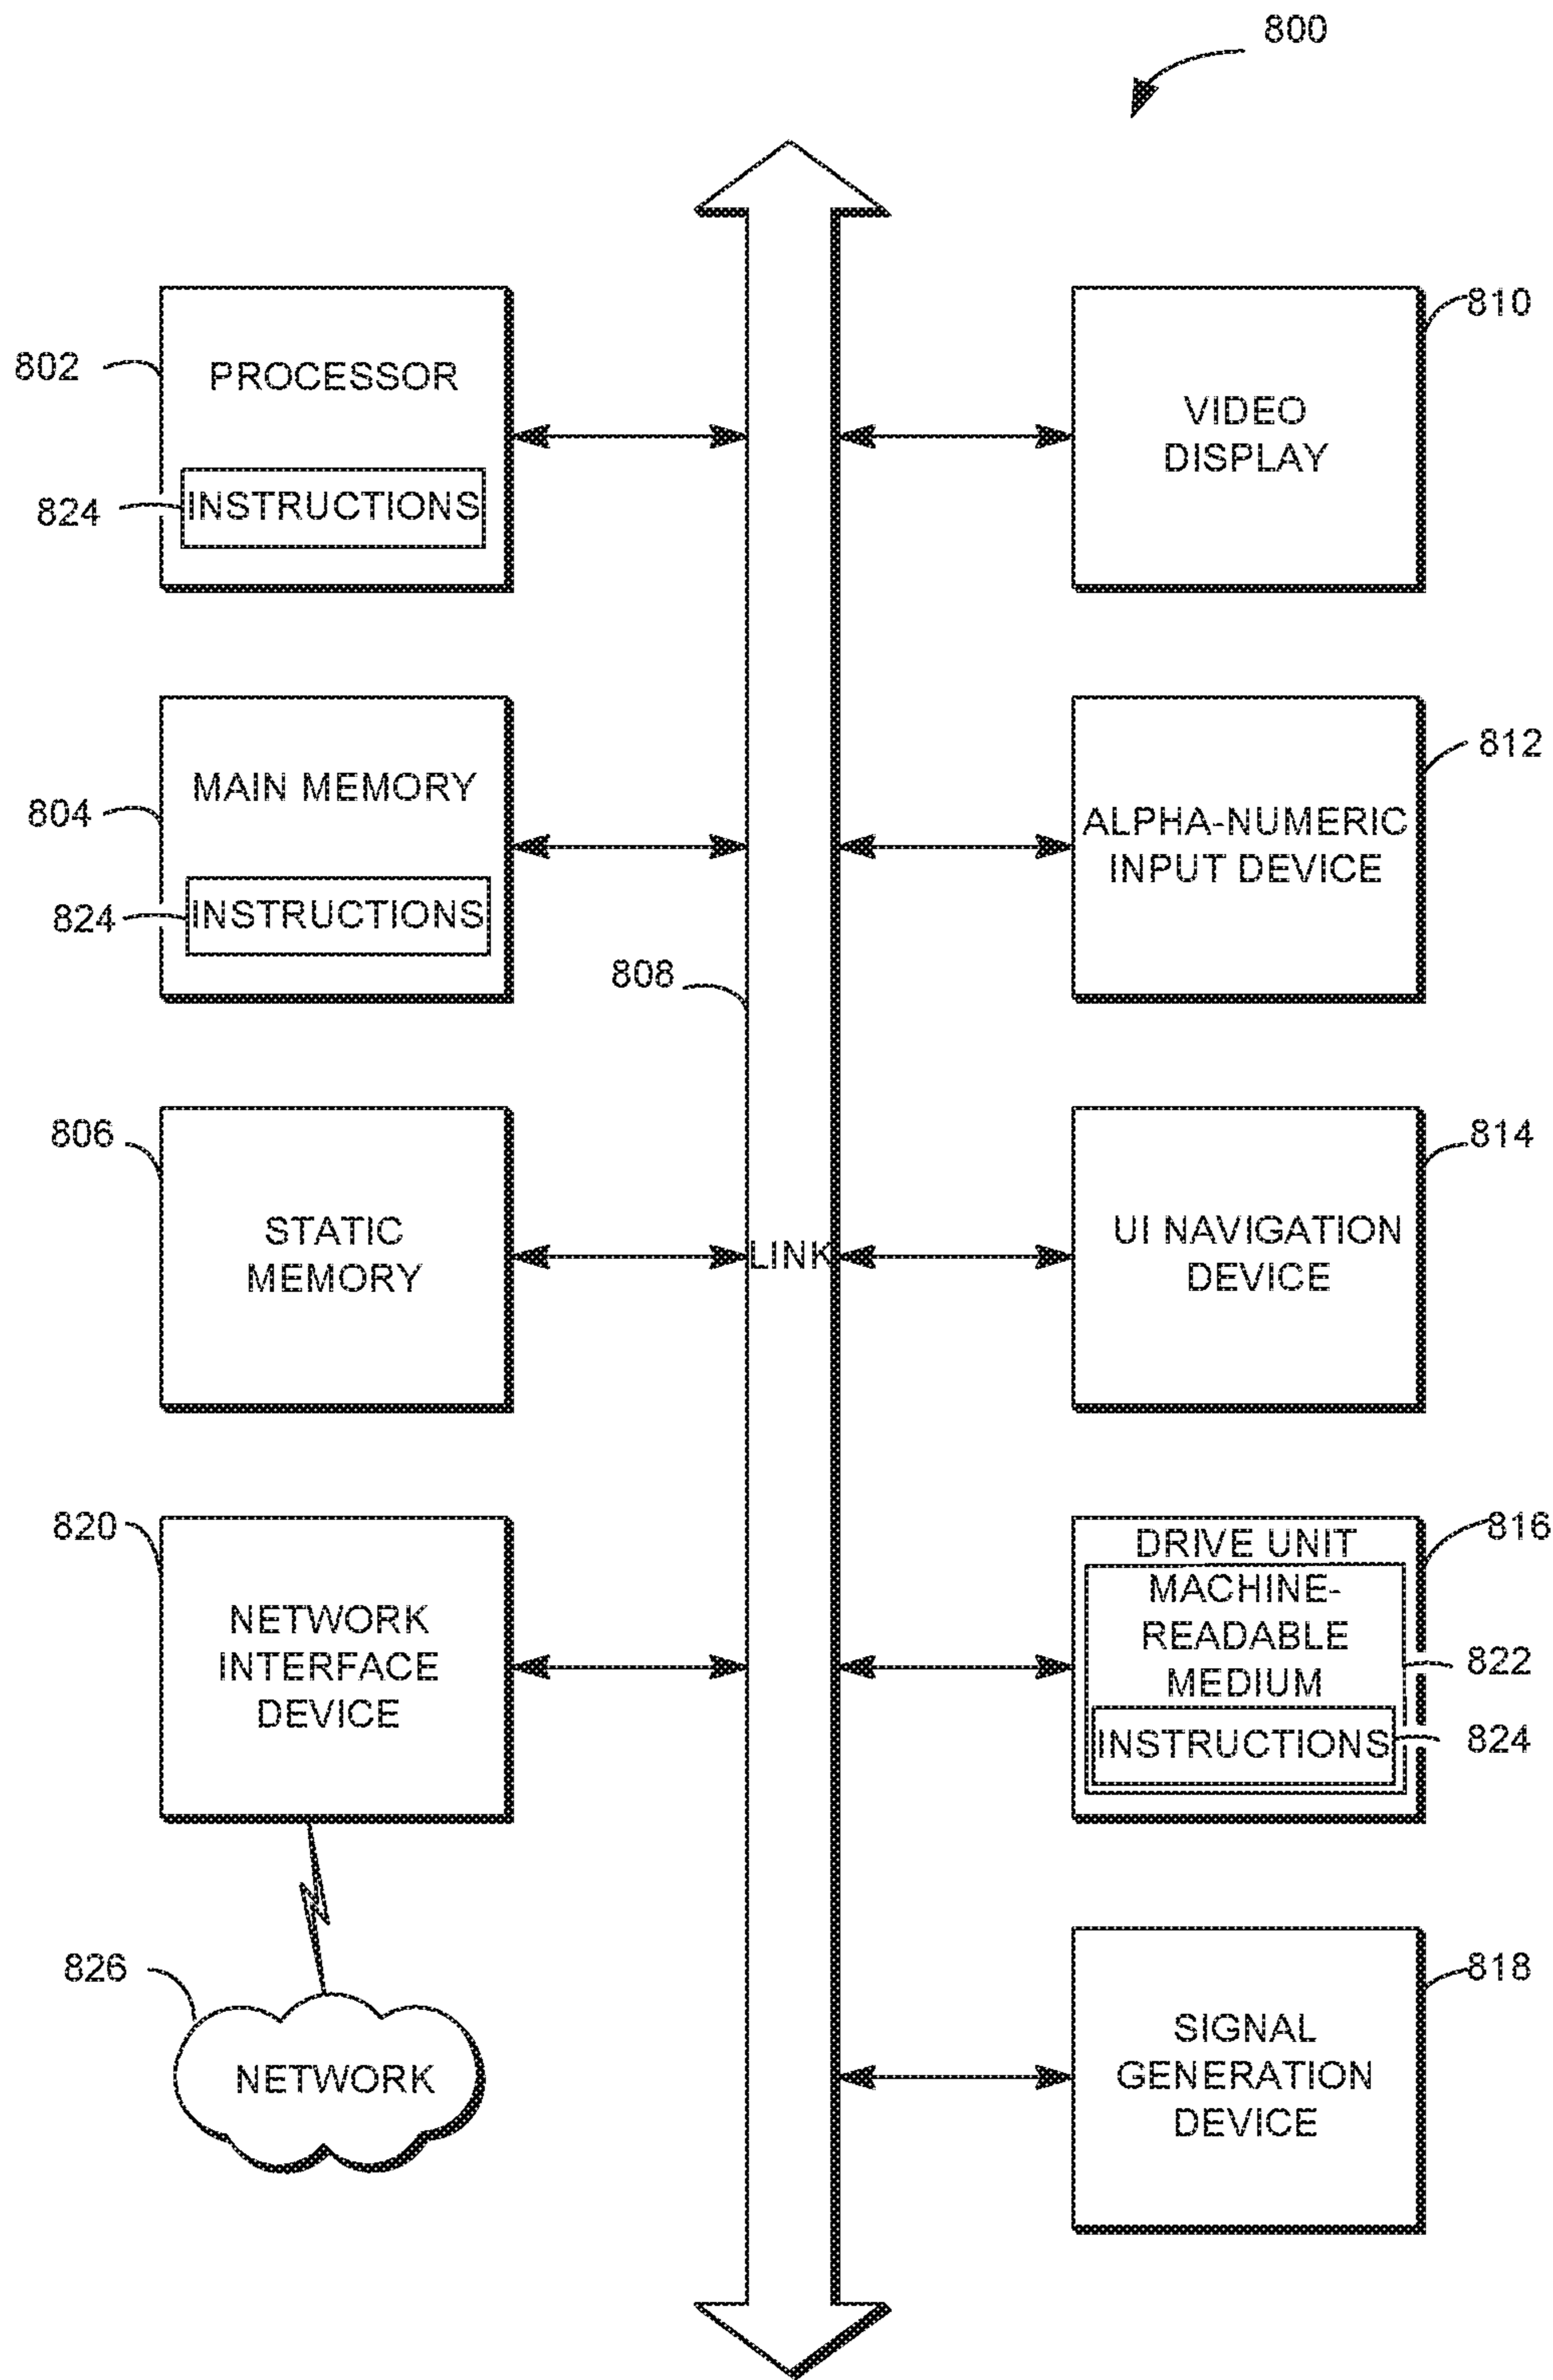 800
802
PROCESSOR
824
INSTRUCTIONS
810
VIDEO
DISPLAY
804
MAIN MEMORY
824
INSTRUCTIONS
808
812
ALPHA-NUMERIC
INPUT DEVICE
806
STATIC
MEMORY
LINK
814
UI NAVIGATION
DEVICE
820
NETWORK
INTERFACE
DEVICE
816
DRIVE UNIT
MACHINE-
READABLE
MEDIUM
822
INSTRUCTIONS
824
826
NETWORK
818
SIGNAL
GENERATION
DEVICE